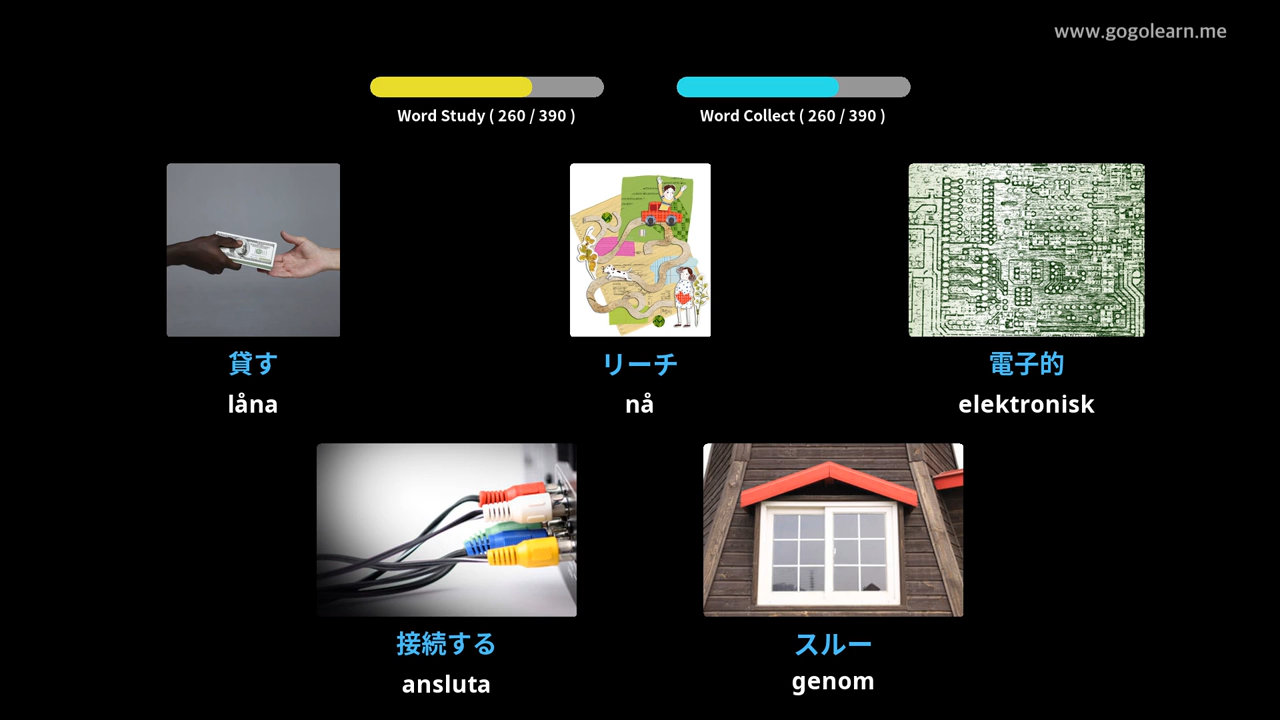 www.gogolearn.me
Word Study ( 260 / 390 )
Word Collect ( 260 / 390 )
貸す
låna
リーチ
nå
電子的
elektronisk
接続する
ansluta
スルー
genom